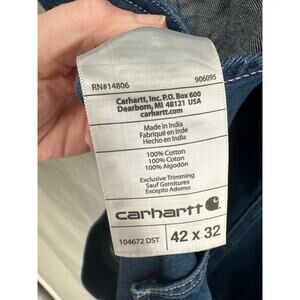 RN#14806 906095
Carhartt, Inc. P.O. Box 600
Dearborn, MI 48121 USA
carhartt.com
Made in India
Fabriqué en Inde
Hecho en India
100% Cotton
100% Coton
100% Algodón
Exclusive Trimming
Sauf Garnitures
Excepto Adorno
carhartt
104672 DST 42 x 32